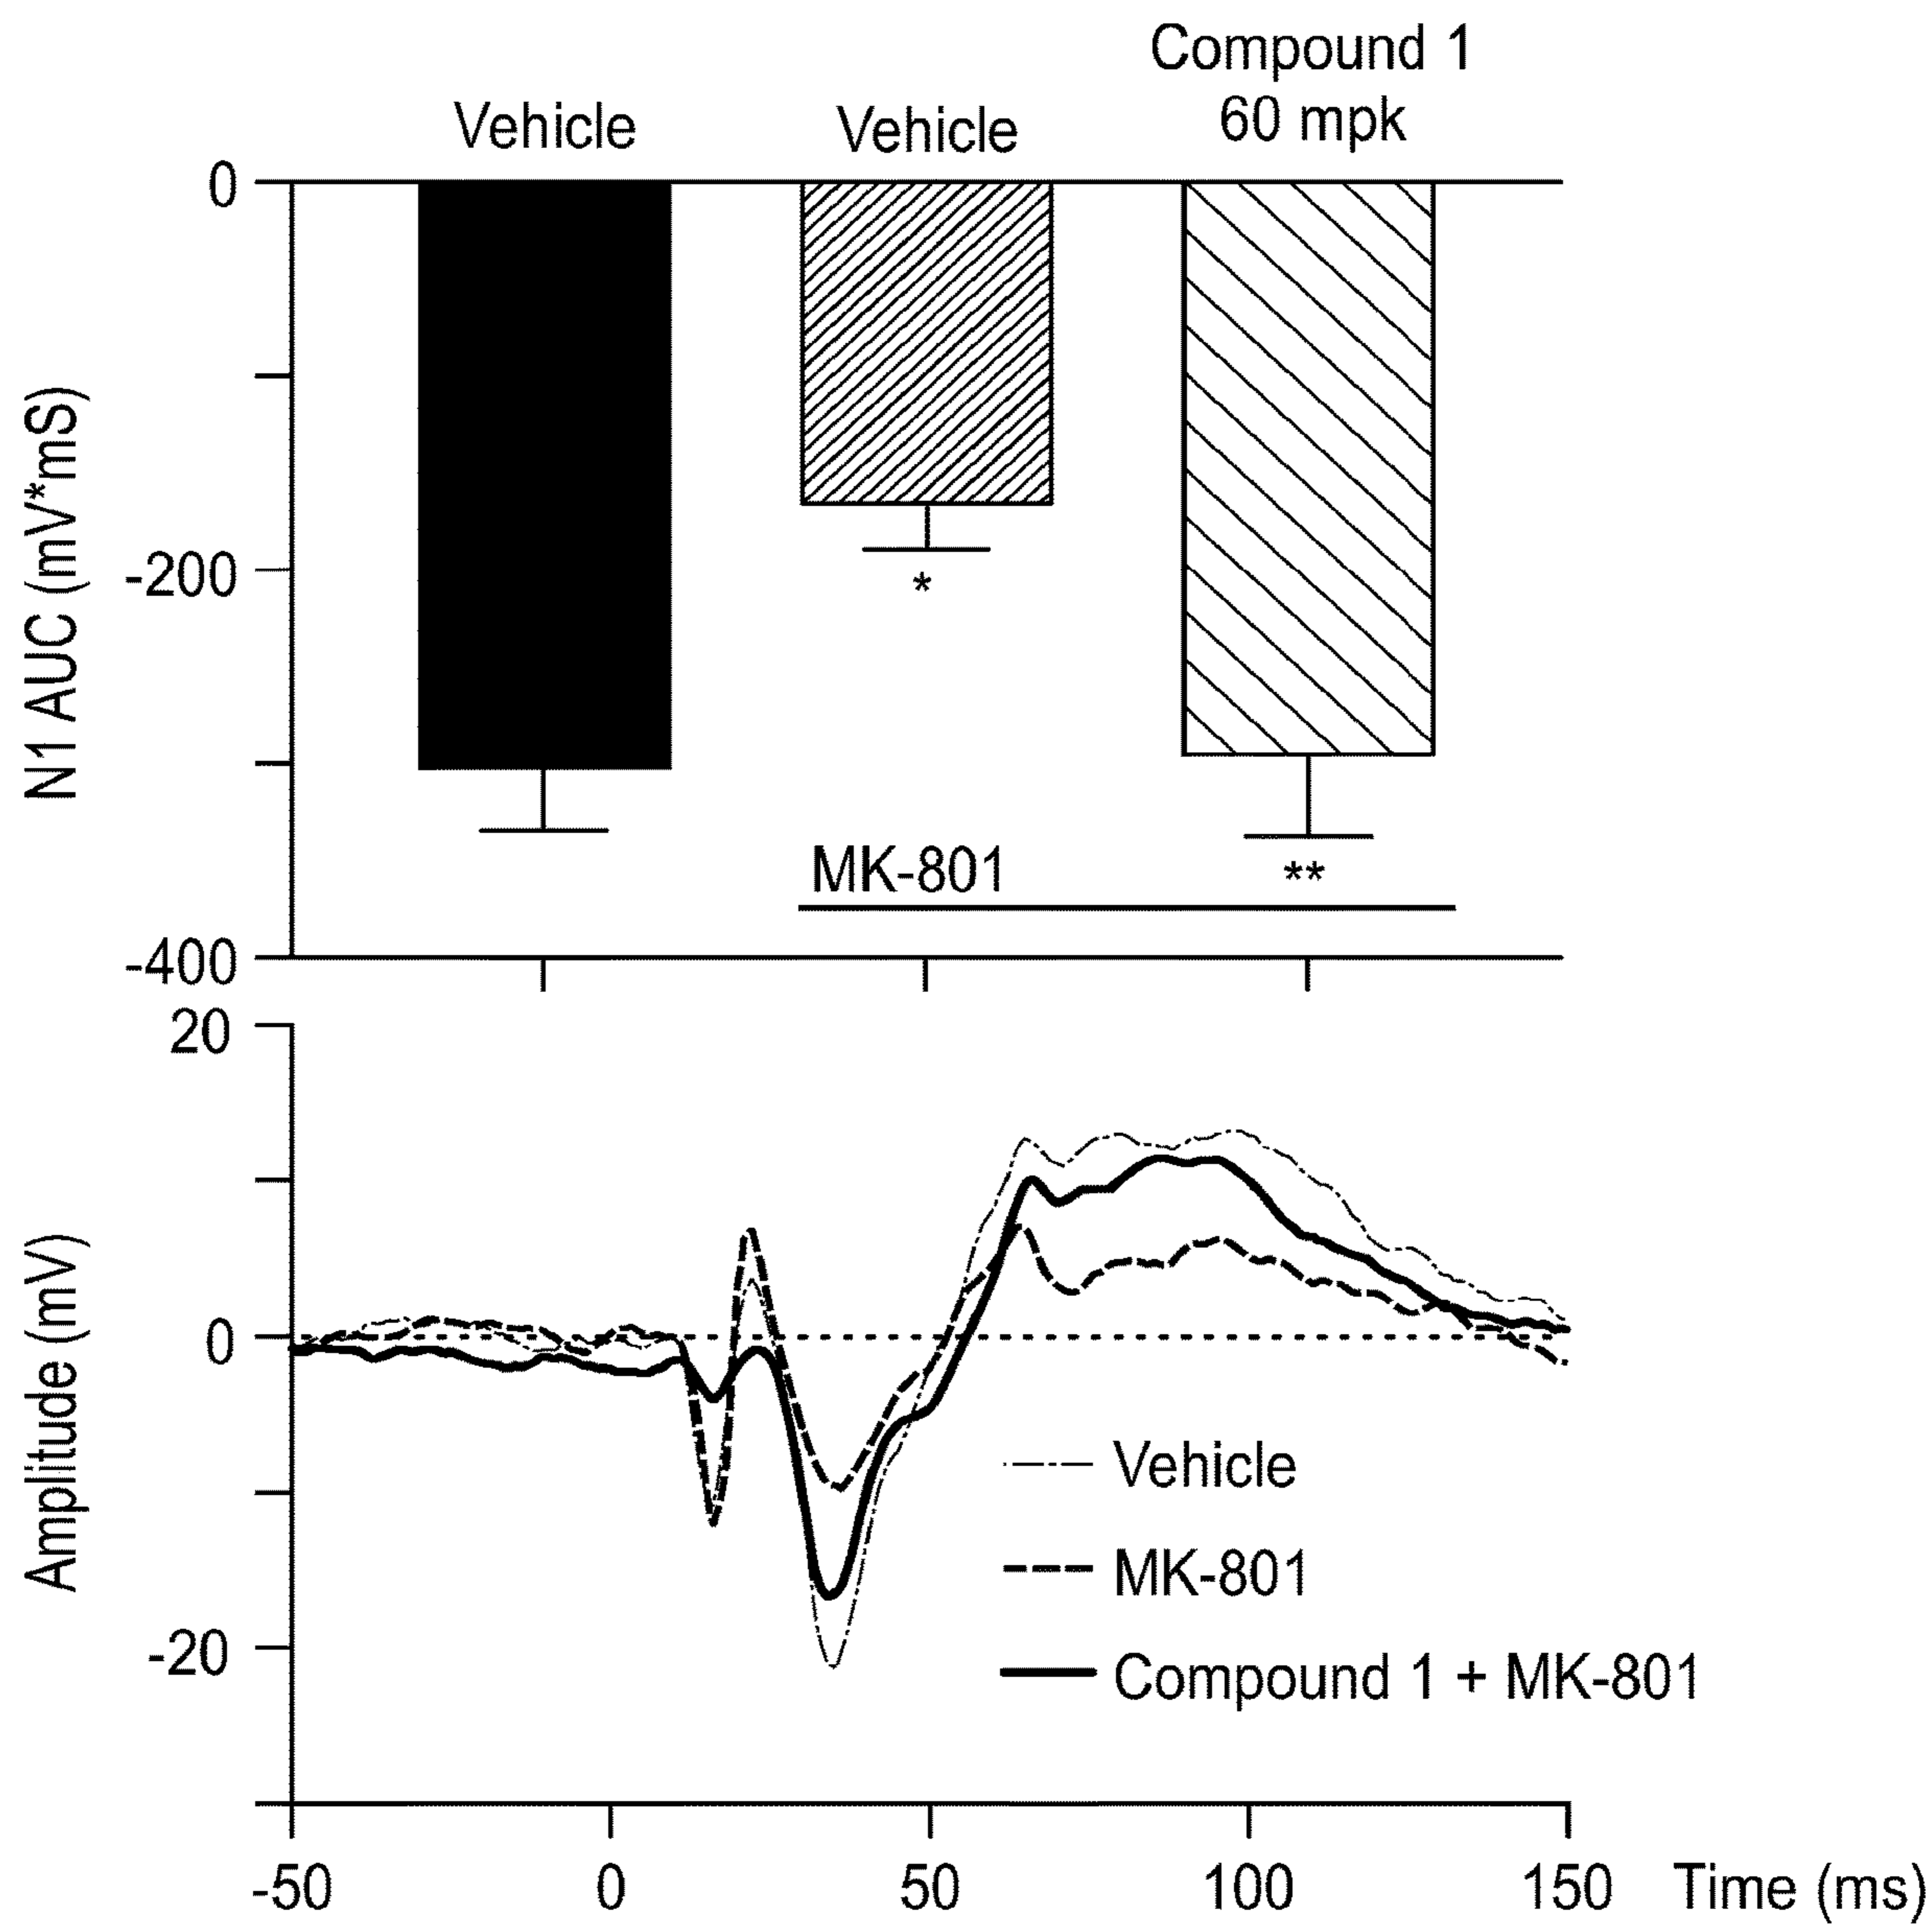 Compound 1
Vehicle
Vehicle
60 mpk
0
-200
*
N1 AUC (mV*mS)
MK-801
**
-400
20
0
-20
Amplitude (mV)
Vehicle
MK-801
Compound 1 + MK-801
-50
0
50
100
150
Time (ms)